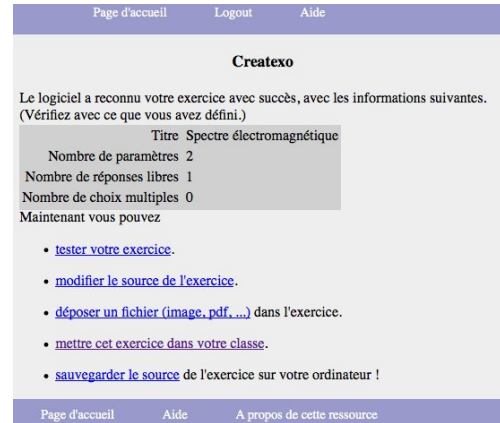 Page d'accueil Logout Aide
Createxo
Le logiciel a reconnu votre exercice avec succès, avec les informations suivantes.
(Vérifiez avec ce que vous avez défini.)
Titre Spectre électromagnétique
Nombre de paramètres 2
Nombre de réponses libres 1
Nombre de choix multiples 0
Maintenant vous pouvez
• tester votre exercice.
• modifier le source de l'exercice.
• déposer un fichier (image, pdf, ...) dans l'exercice.
• mettre cet exercice dans votre classe.
• sauvegarder le source de l'exercice sur votre ordinateur !
Page d'accueil Aide A propos de cette ressource